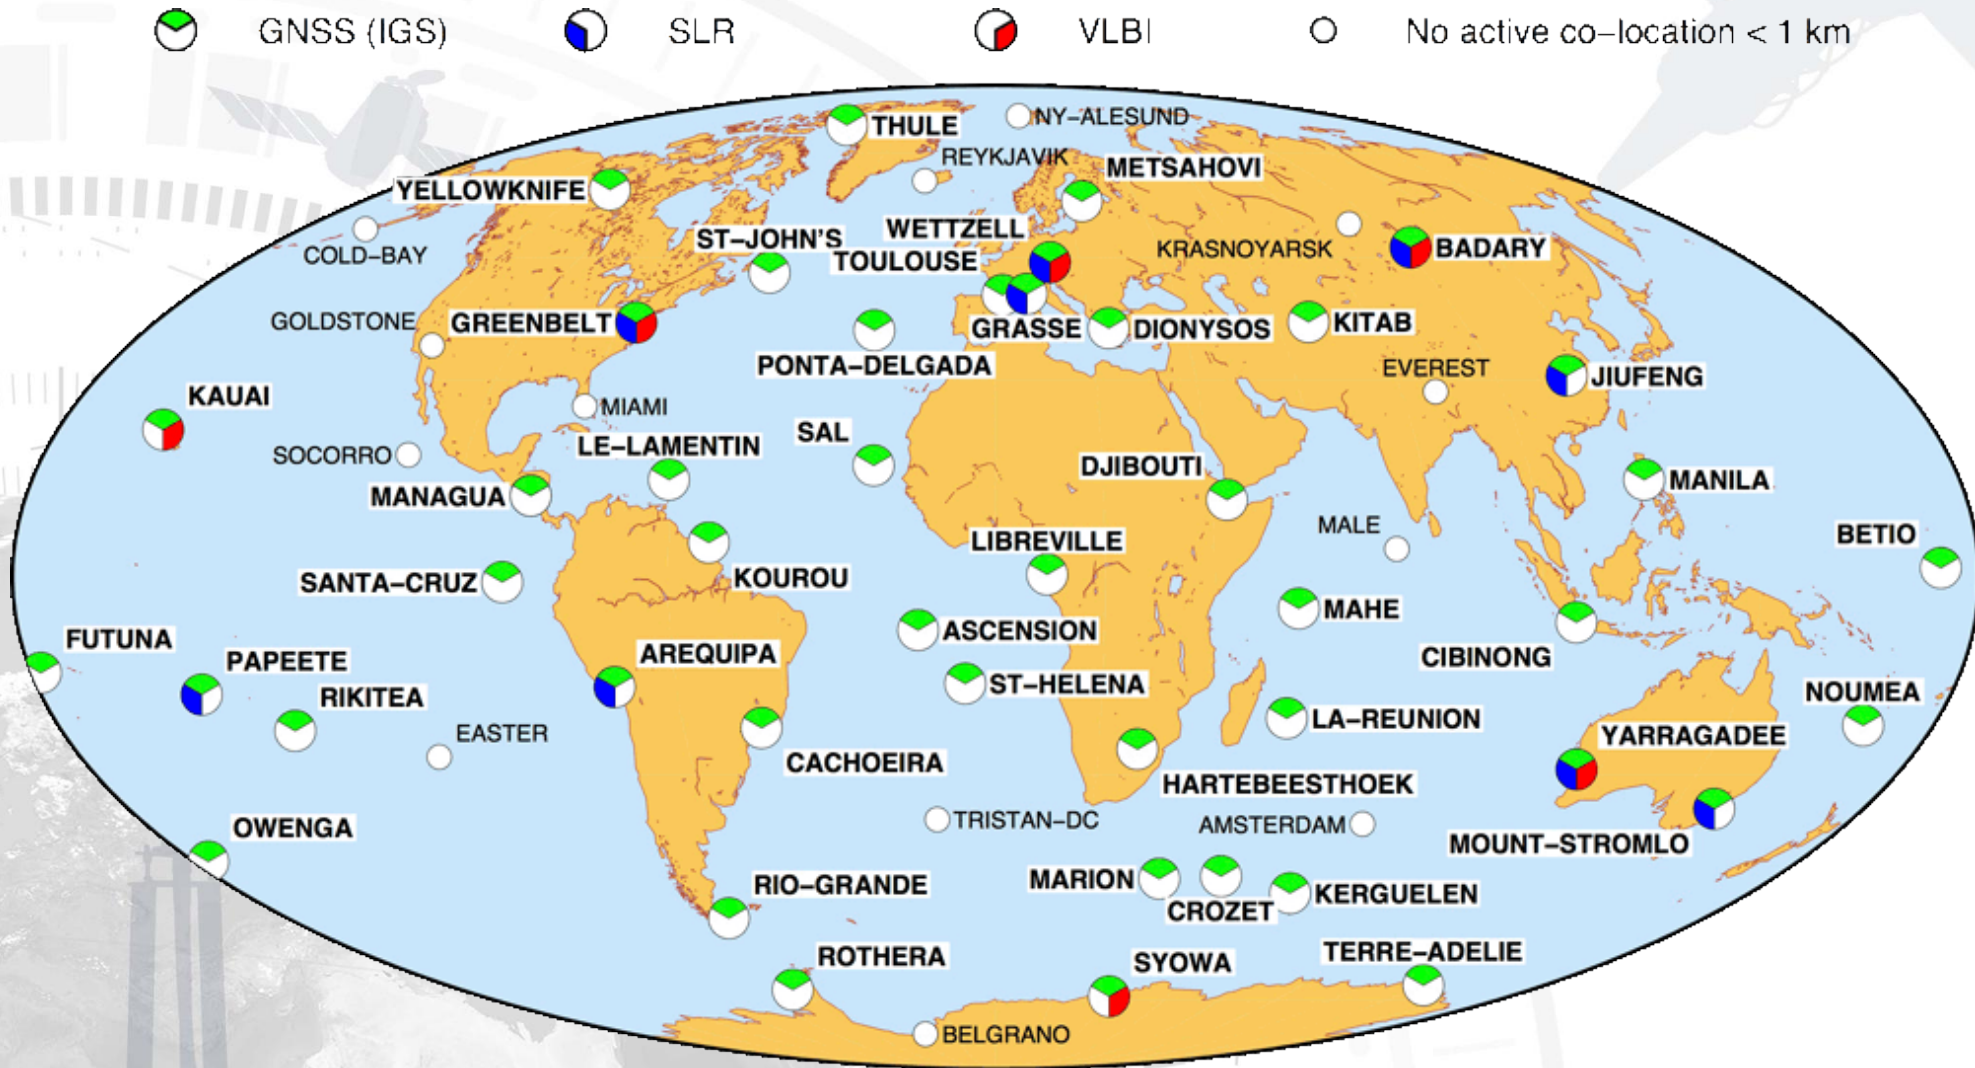 GNSS (IGS) SLR VLBI No active co-location < 1 km
THULE
NY-ALESUND
REYKJAVIK
METSAHOVI
YELLOWKNIFE
WETTZELL
ST-JOHN'S
COLD-BAY
TOULOUSE
KRASNOYARSK
BADARY
GOLDSTONE
GREENBELT
GRASSE
DIONYSOS
KITAB
PONTA-DELGADA
EVEREST
JIUFENG
KAUAI
MIAMI
SOCORRO
LE-LAMENTIN
SAL
DJIBOUTI
MANAGUA
MANILA
MALE
BETIO
LIBREVILLE
SANTA-CRUZ
KOUROU
MAHE
FUTUNA
ASCENSION
PAPEETE
AREQUIPA
CIBINONG
RIKITEA
ST-HELENA
NOUMEA
EASTER
LA-REUNION
YARRAGADEE
CACHOEIRA
HARTEBEESTHOEK
OWENGA
TRISTAN-DC
AMSTERDAM
MOUNT-STROMLO
RIO-GRANDE
MARION
CROZET
KERGUELEN
ROTHERA
SYOWA
TERRE-ADELIE
BELGRANO